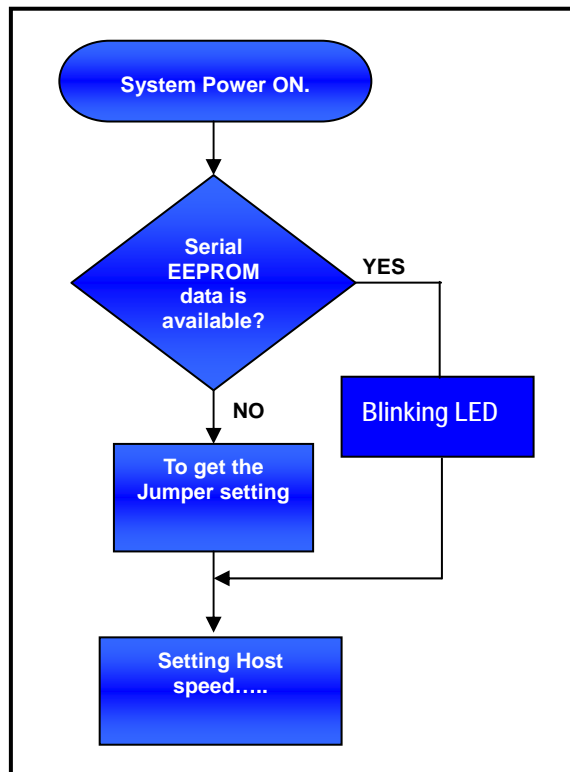 System Power ON.
Serial
EEPROM
data is
available?
YES
Blinking LED
NO
To get the
Jumper setting
Setting Host
speed.....